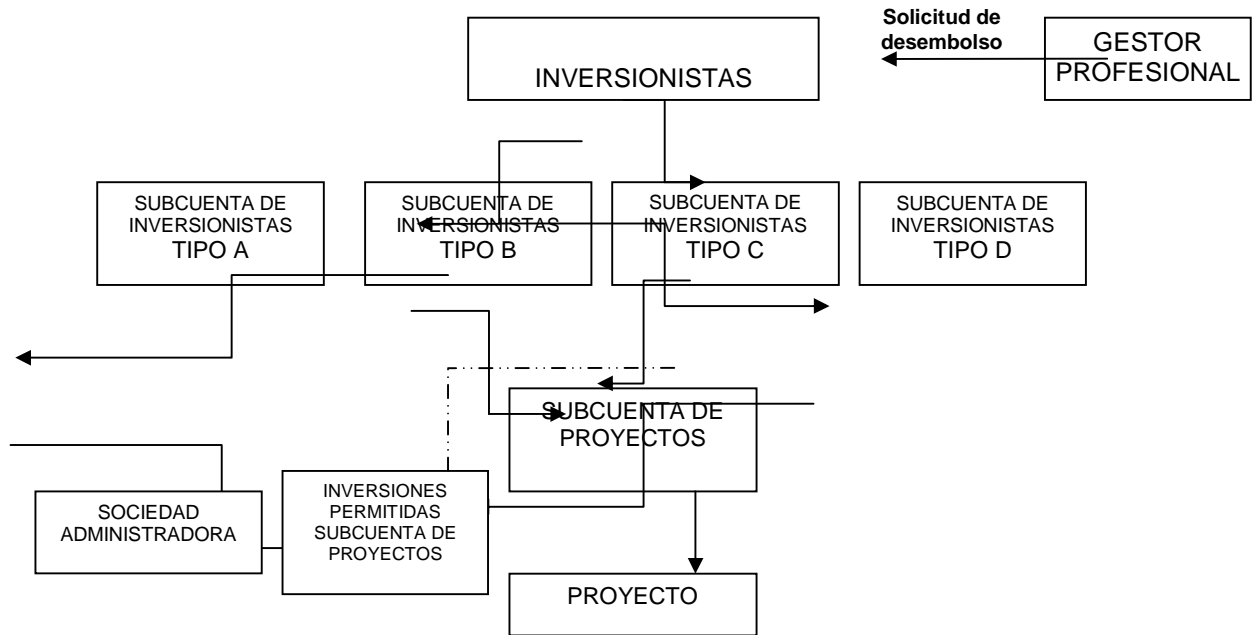 Solicitud de
desembolso
GESTOR
PROFESIONAL
INVERSIONISTAS
SUBCUENTA DE
INVERSIONISTAS
TIPO A
SUBCUENTA DE
INVERSIONISTAS
TIPO B
SUBCUENTA DE
INVERSIONISTAS
TIPO C
SUBCUENTA DE
INVERSIONISTAS
TIPO D
SUBCUENTA DE
PROYECTOS
SOCIEDAD
ADMINISTRADORA
INVERSIONES
PERMITIDAS
SUBCUENTA DE
PROYECTOS
PROYECTO